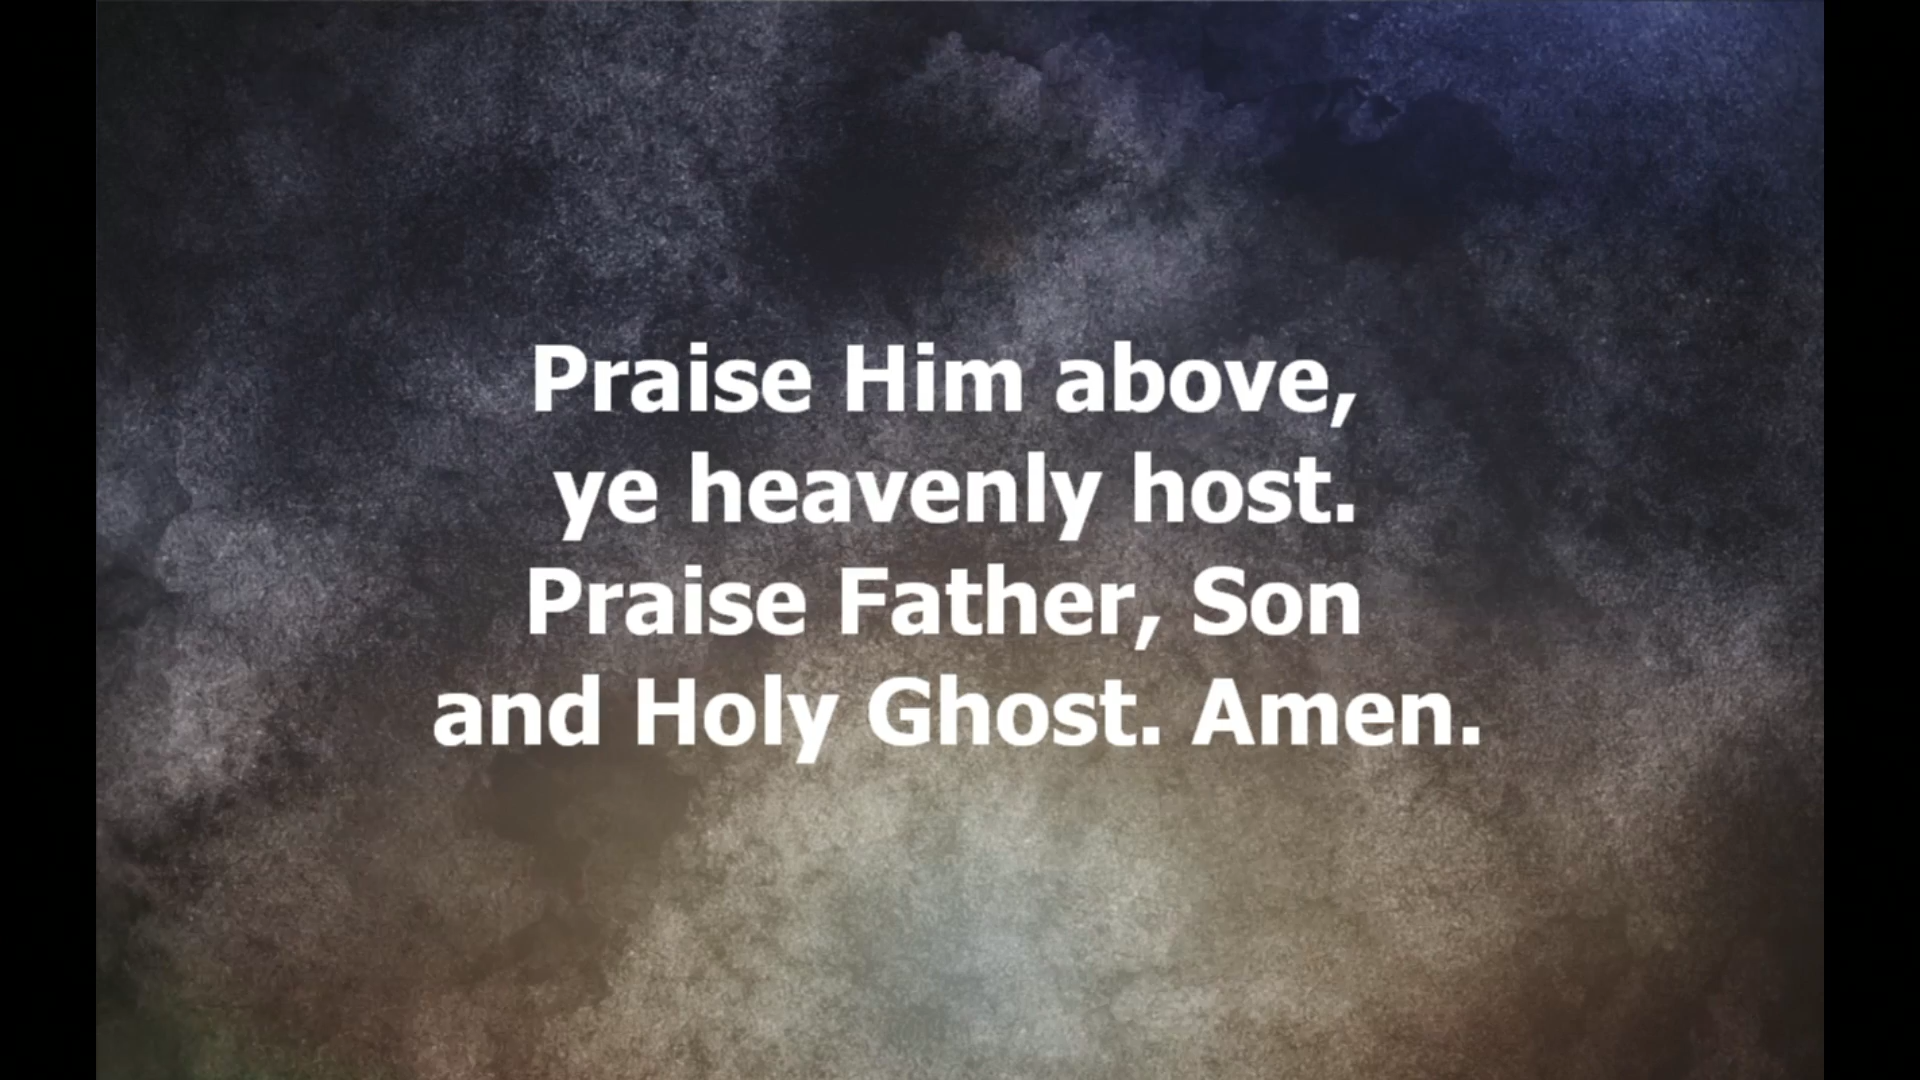 Praise Him above,
ye heavenly host.
Praise Father, Son
and Holy Ghost. Amen.